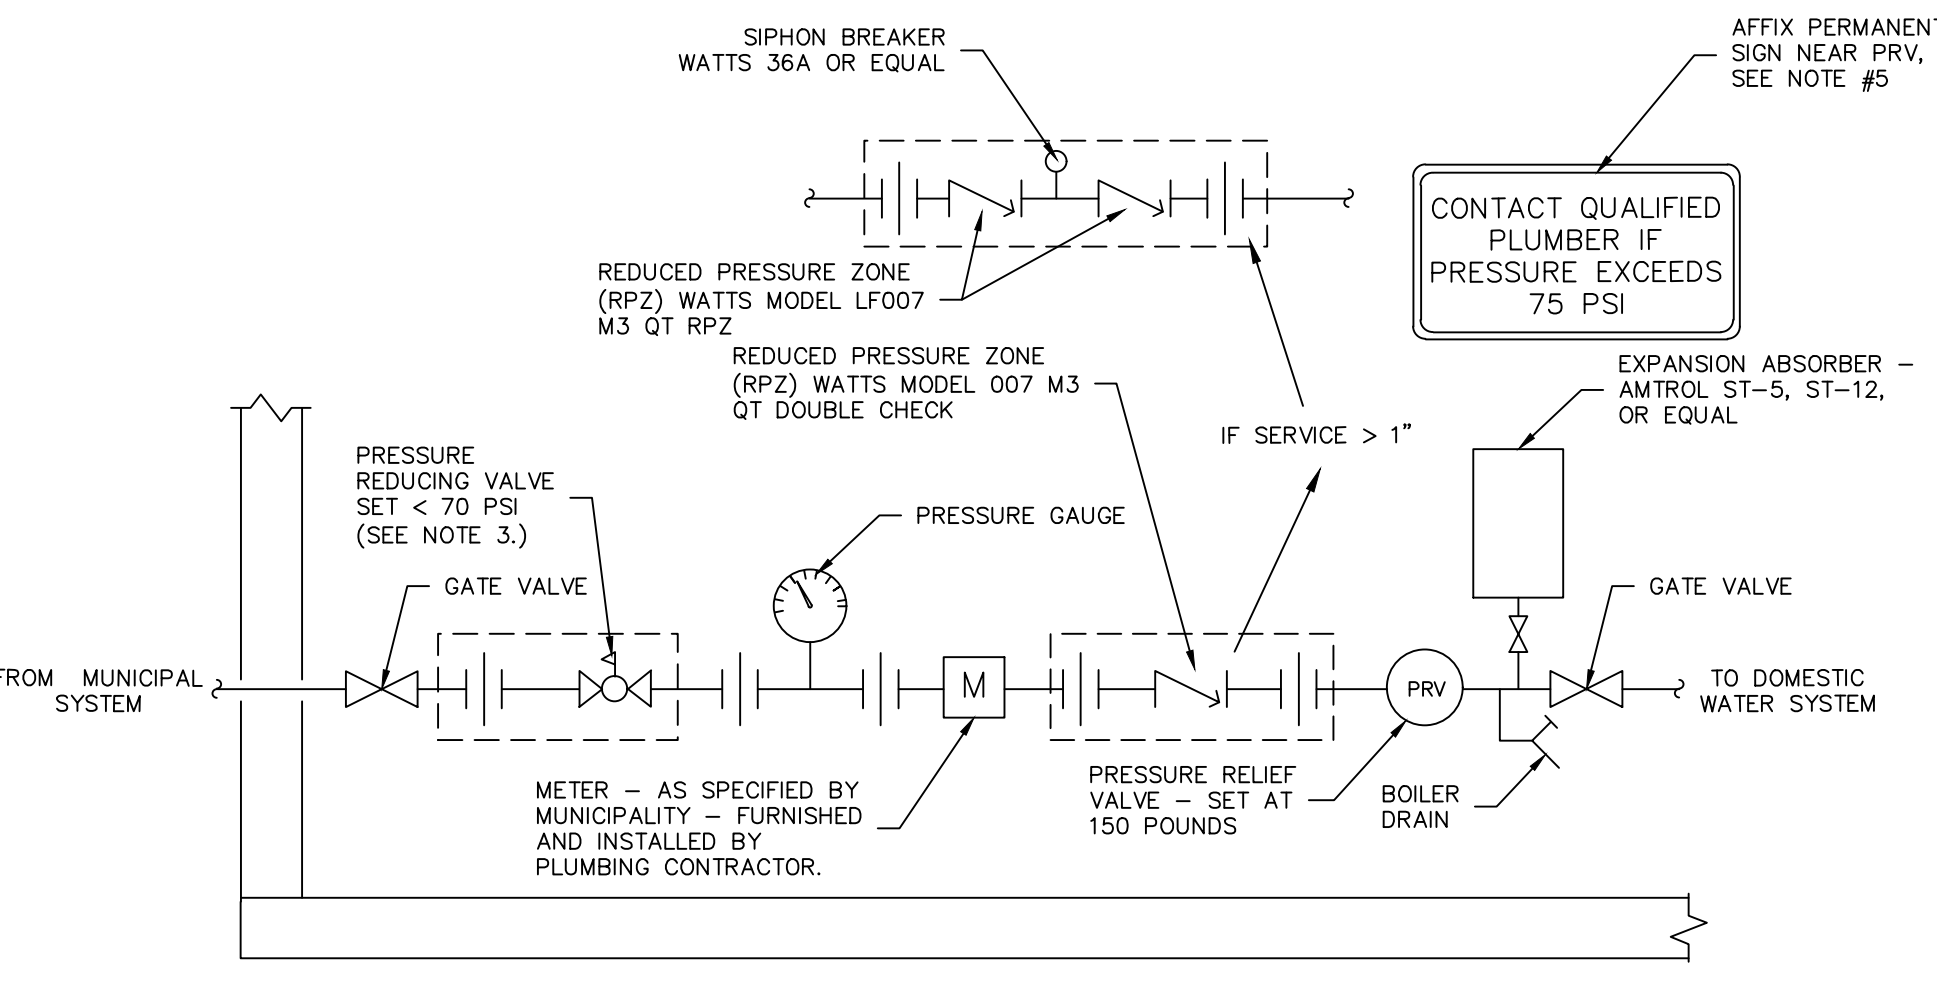 SIPHON BREAKER
WATTS 36A OR EQUAL
AFFIX PERMANENT
SIGN NEAR PRV,
SEE NOTE #5
CONTACT QUALIFIED
PLUMBER IF
PRESSURE EXCEEDS
75 PSI
REDUCED PRESSURE ZONE
(RPZ) WATTS MODEL LF007
M3 QT RPZ
REDUCED PRESSURE ZONE
(RPZ) WATTS MODEL 007 M3
QT DOUBLE CHECK
EXPANSION ABSORBER –
AMTROL ST–5, ST–12,
OR EQUAL
IF SERVICE > 1”
PRESSURE
REDUCING VALVE
SET < 70 PSI
(SEE NOTE 3.)
PRESSURE GAUGE
GATE VALVE
GATE VALVE
FROM MUNICIPAL
SYSTEM
M
PRV
TO DOMESTIC
WATER SYSTEM
METER – AS SPECIFIED BY
MUNICIPALITY – FURNISHED
AND INSTALLED BY
PLUMBING CONTRACTOR.
PRESSURE RELIEF
VALVE – SET AT
150 POUNDS
BOILER
DRAIN